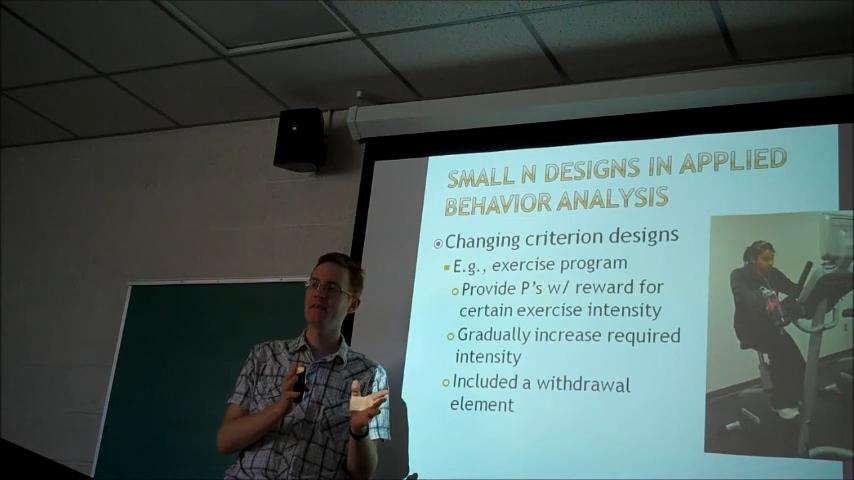 SMALL N DESIGNS IN APPLIED
BEHAVIOR ANALYSIS
Changing criterion designs
E.g., exercise program
Provide P's w/ reward for
certain exercise intensity
Gradually increase required
intensity
Included a withdrawal
element